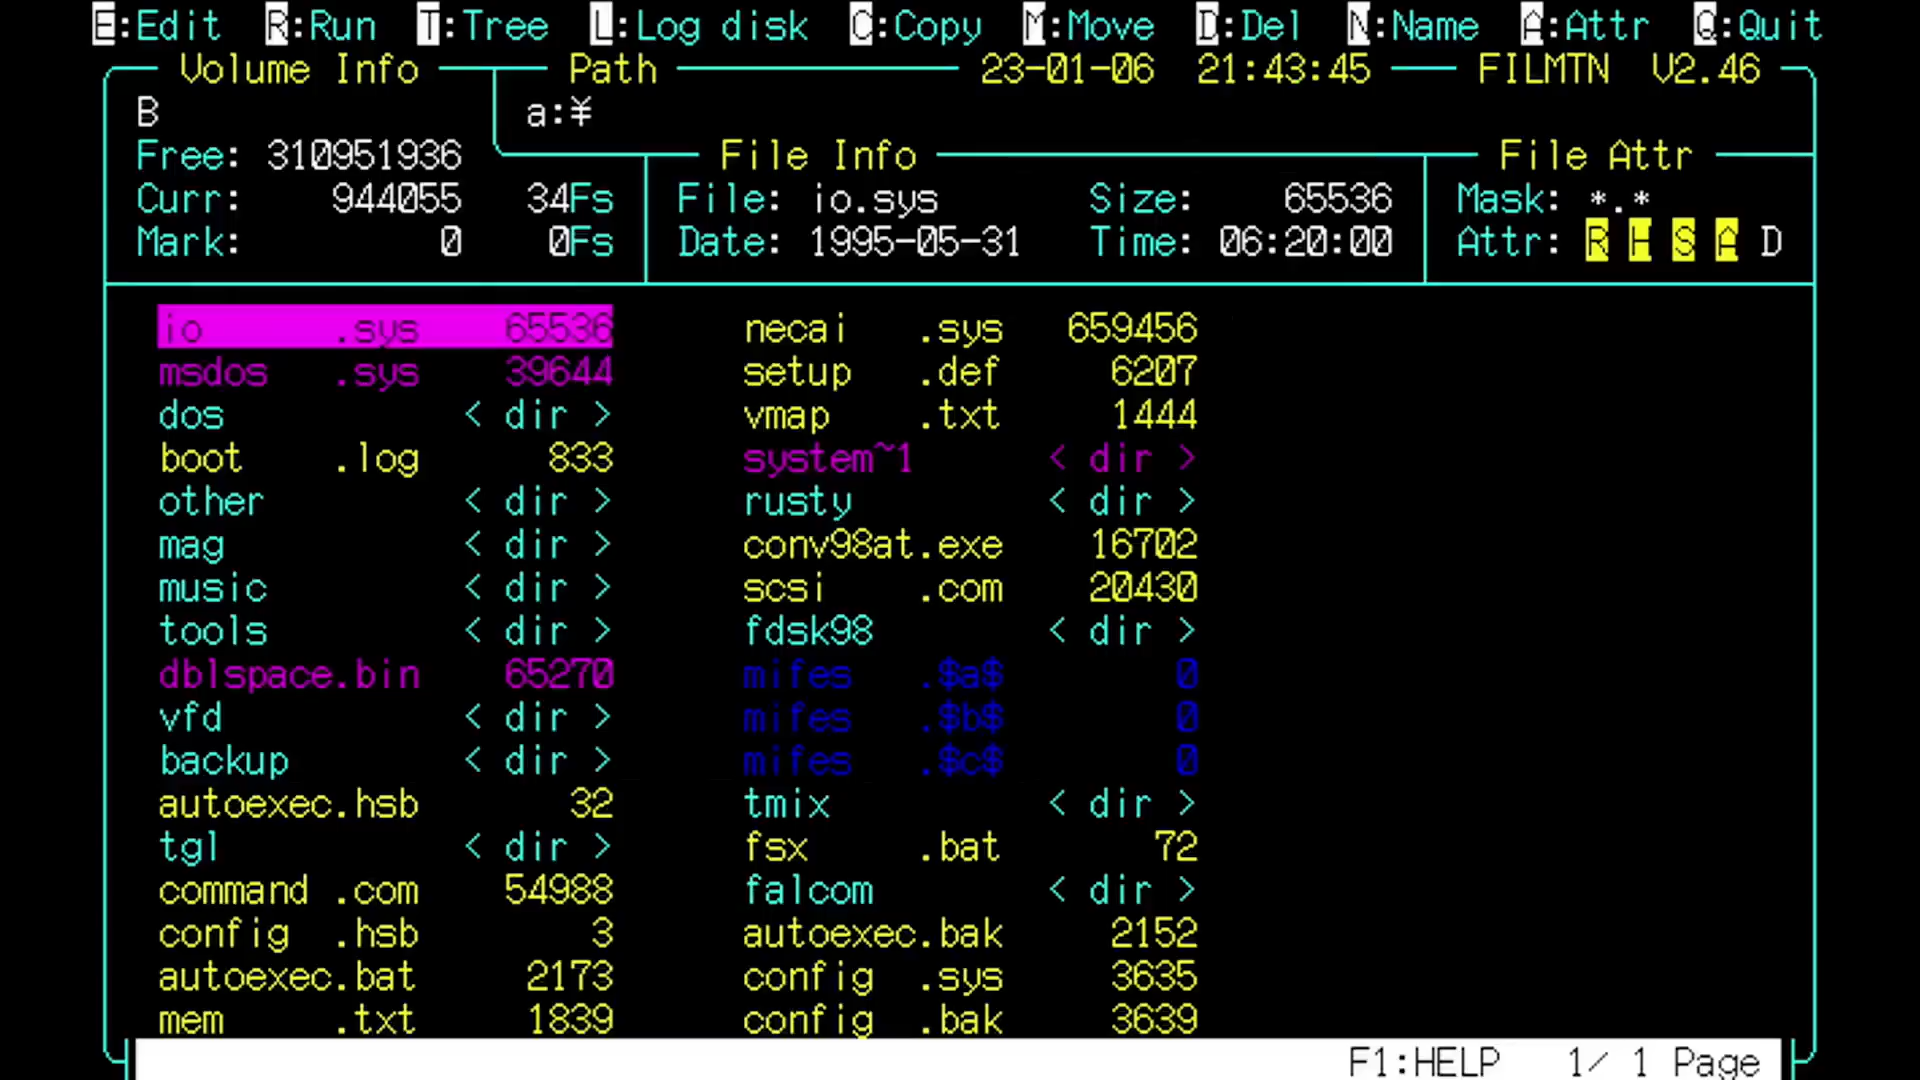 E:Edit R:Run T:Tree L:Log disk C:Copy M:Move D:Del N:Name A:Attr Q:Quit
Volume Info Path 23-01-06 21:43:45 FILMTN V2.46
B a:¥
Free: 310951936 File Info File Attr
Curr: 944055 34Fs File: io.sys Size: 65536 Mask: *.*
Mark: 0 0Fs Date: 1995-05-31 Time: 06:20:00 Attr: R H S A D
io .sys 65536 necai .sys 659456
msdos .sys 39644 setup .def 6207
dos < dir > vmap .txt 1444
boot .log 833 system~1 < dir >
other < dir > rusty < dir >
mag < dir > conv98at.exe 16702
music < dir > scsi .com 20430
tools < dir > fdsk98 < dir >
dblspace.bin 65270 mifes .$a$ 0
vfd < dir > mifes .$b$ 0
backup < dir > mifes .$c$ 0
autoexec.hsb 32 tmix < dir >
tgl < dir > fsx .bat 72
command .com 54988 falcom < dir >
config .hsb 3 autoexec.bak 2152
autoexec.bat 2173 config .sys 3635
mem .txt 1839 config .bak 3639
F1:HELP 1/ 1 Page